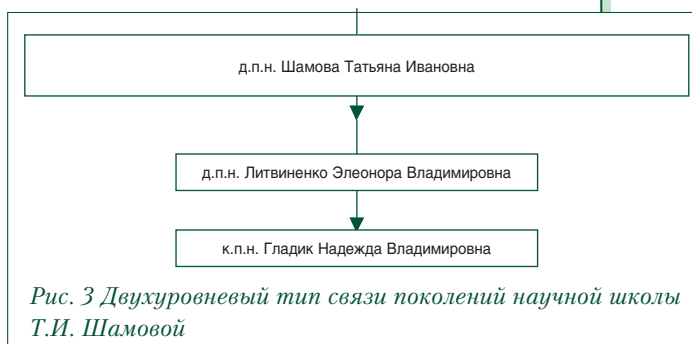 д.п.н. Шамова Татьяна Ивановна
д.п.н. Литвиненко Элеонора Владимировна
к.п.н. Гладик Надежда Владимировна
Рис. 3 Двухуровневый тип связи поколений научной школы
Т.И. Шамовой